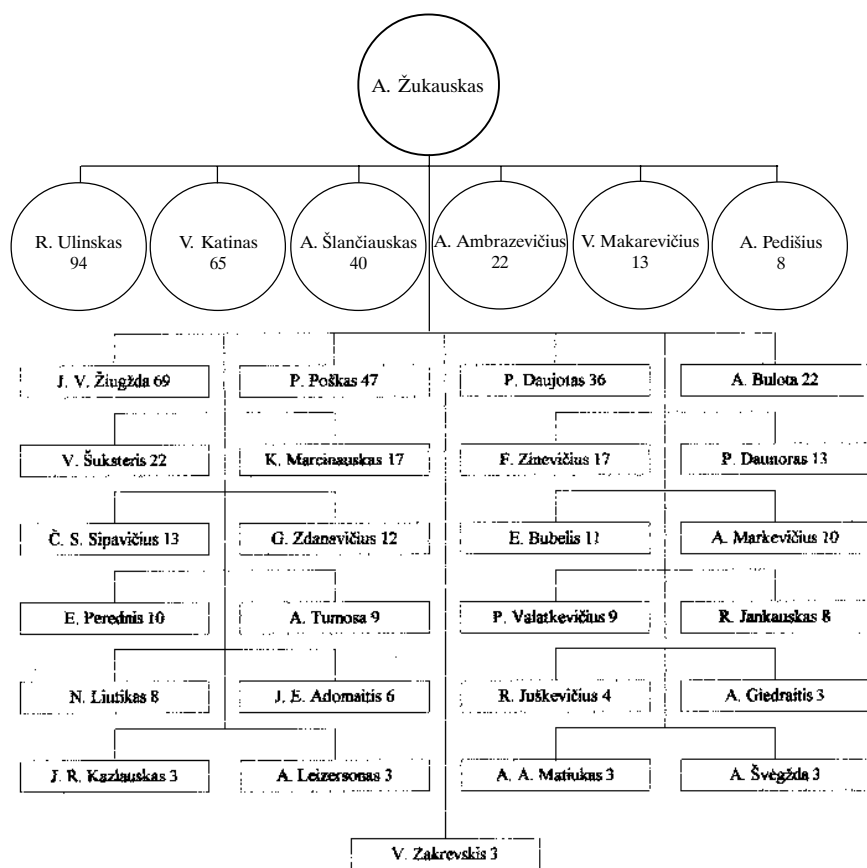 A. Žukauskas
R. Ulinskas
94
V. Katinas
65
A. Šlančiauskas
40
A. Ambrazevičius
22
V. Makarevičius
13
A. Pedišius
8
J. V. Žiugžda 69
P. Poškas 47
P. Daujotas 36
A. Bulota 22
V. Šuksteris 22
K. Marcinauskas 17
F. Zinevičius 17
P. Daunoras 13
Č. S. Sipavičius 13
G. Zdanavičius 12
E. Bubelis 11
A. Markevičius 10
E. Perednis 10
A. Tumosa 9
P. Valatkevičius 9
R. Jankauskas 8
N. Liutikas 8
J. E. Adomaitis 6
R. Juškevičius 4
A. Giedraitis 3
J. R. Kazlauskas 3
A. Leizersonas 3
A. A. Matiukas 3
A. Švėgžda 3
V. Zakrevskis 3